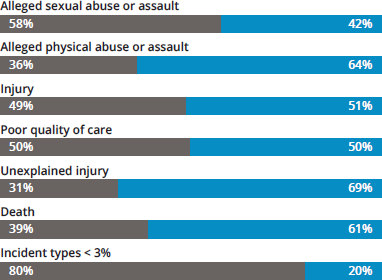 Alleged sexual abuse or assault
58% 42%
Alleged physical abuse or assault
36% 64%
Injury
49% 51%
Poor quality of care
50% 50%
Unexplained injury
31% 69%
Death
39% 61%
Incident types < 3%
80% 20%